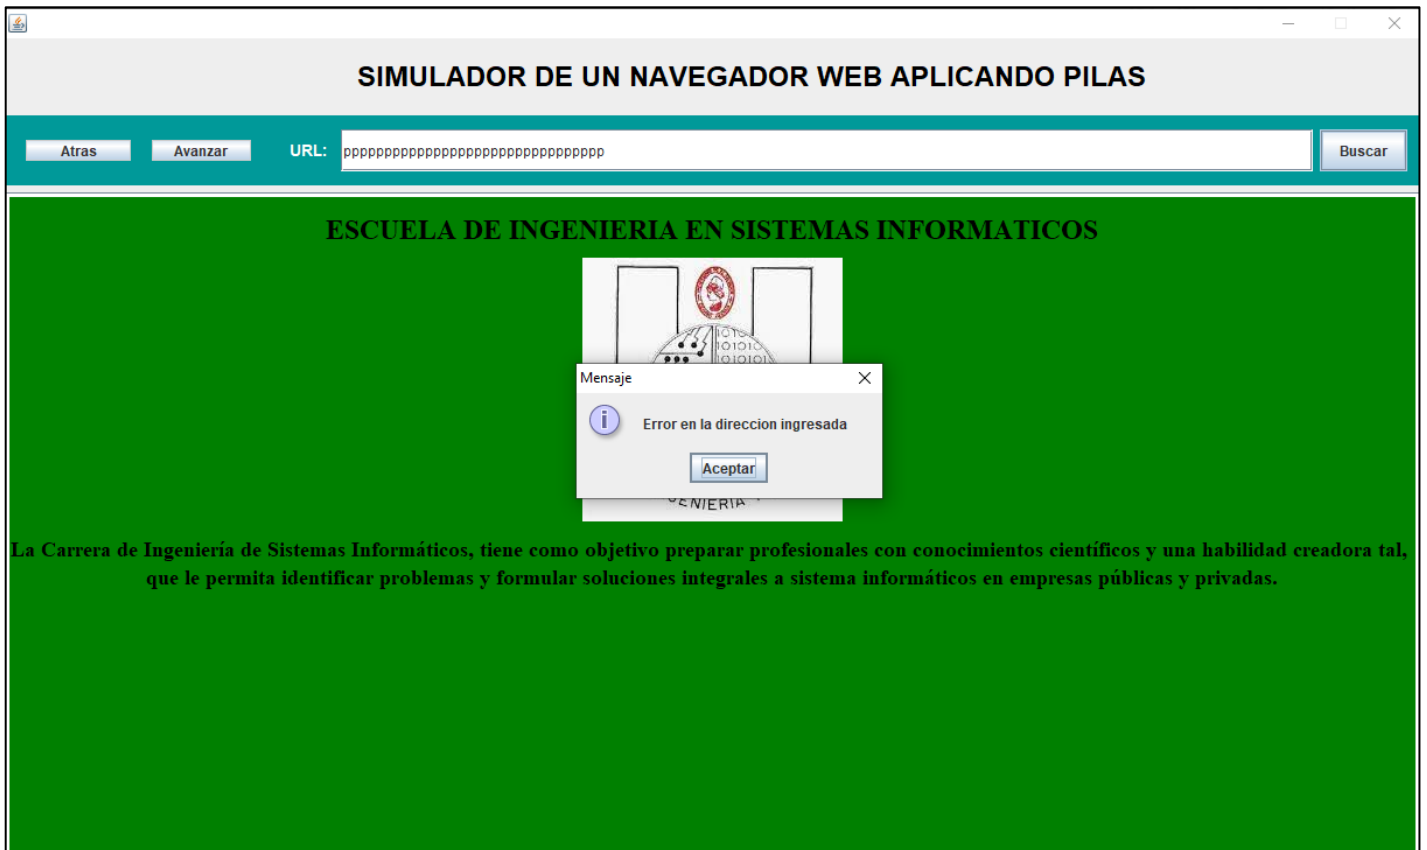 SIMULADOR DE UN NAVEGADOR WEB APLICANDO PILAS
Atras Avanzar URL: pppppppppppppppppppppppppppppppp Buscar
ESCUELA DE INGENIERIA EN SISTEMAS INFORMATICOS
Mensaje
Error en la direccion ingresada
Aceptar
La Carrera de Ingeniería de Sistemas Informáticos, tiene como objetivo preparar profesionales con conocimientos científicos y una habilidad creadora tal,
que le permita identificar problemas y formular soluciones integrales a sistema informáticos en empresas públicas y privadas.